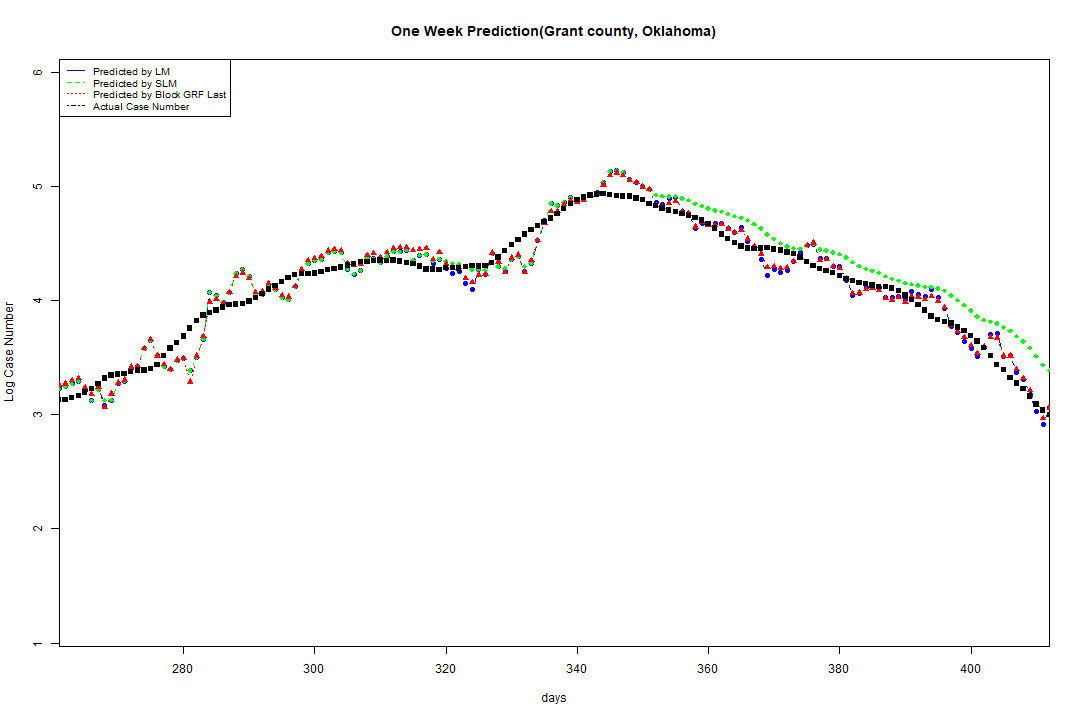 One Week Prediction(Grant county, Oklahoma)
Predicted by LM
Predicted by SLM
Predicted by Block GRF Last
Actual Case Number
6
5
4
3
2
1
Log Case Number
280 300 320 340 360 380 400
days